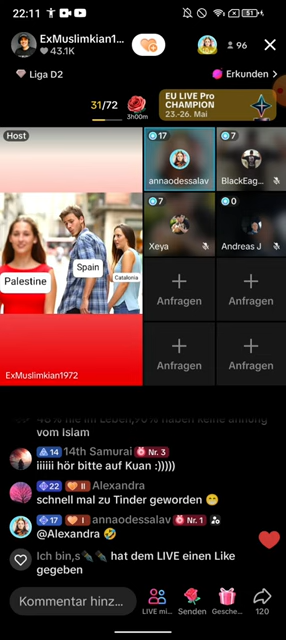 22:11
ExMuslimkian1...
43.1K
96
Liga D2
Erkunden >
31/72
3h00m
EU LIVE Pro
CHAMPION
23.-26. Mai
Host
17
annaodessalav
7
BlackEag...
7
Xeya
0
Andreas J
Palestine
Spain
Catalonia
Anfragen
Anfragen
Anfragen
Anfragen
ExMuslimkian1972
vom Islam
14 14th Samurai Nr. 3
iiiiii hör bitte auf Kuan :)))))
22 II Alexandra
schnell mal zu Tinder geworden 😁
17 I annaodessalav Nr. 1
@Alexandra 🤣
Ich bin,s✒️✒️ hat dem LIVE einen Like
gegeben
Kommentar hinz...
LIVE mi...
Senden
Gesche...
120